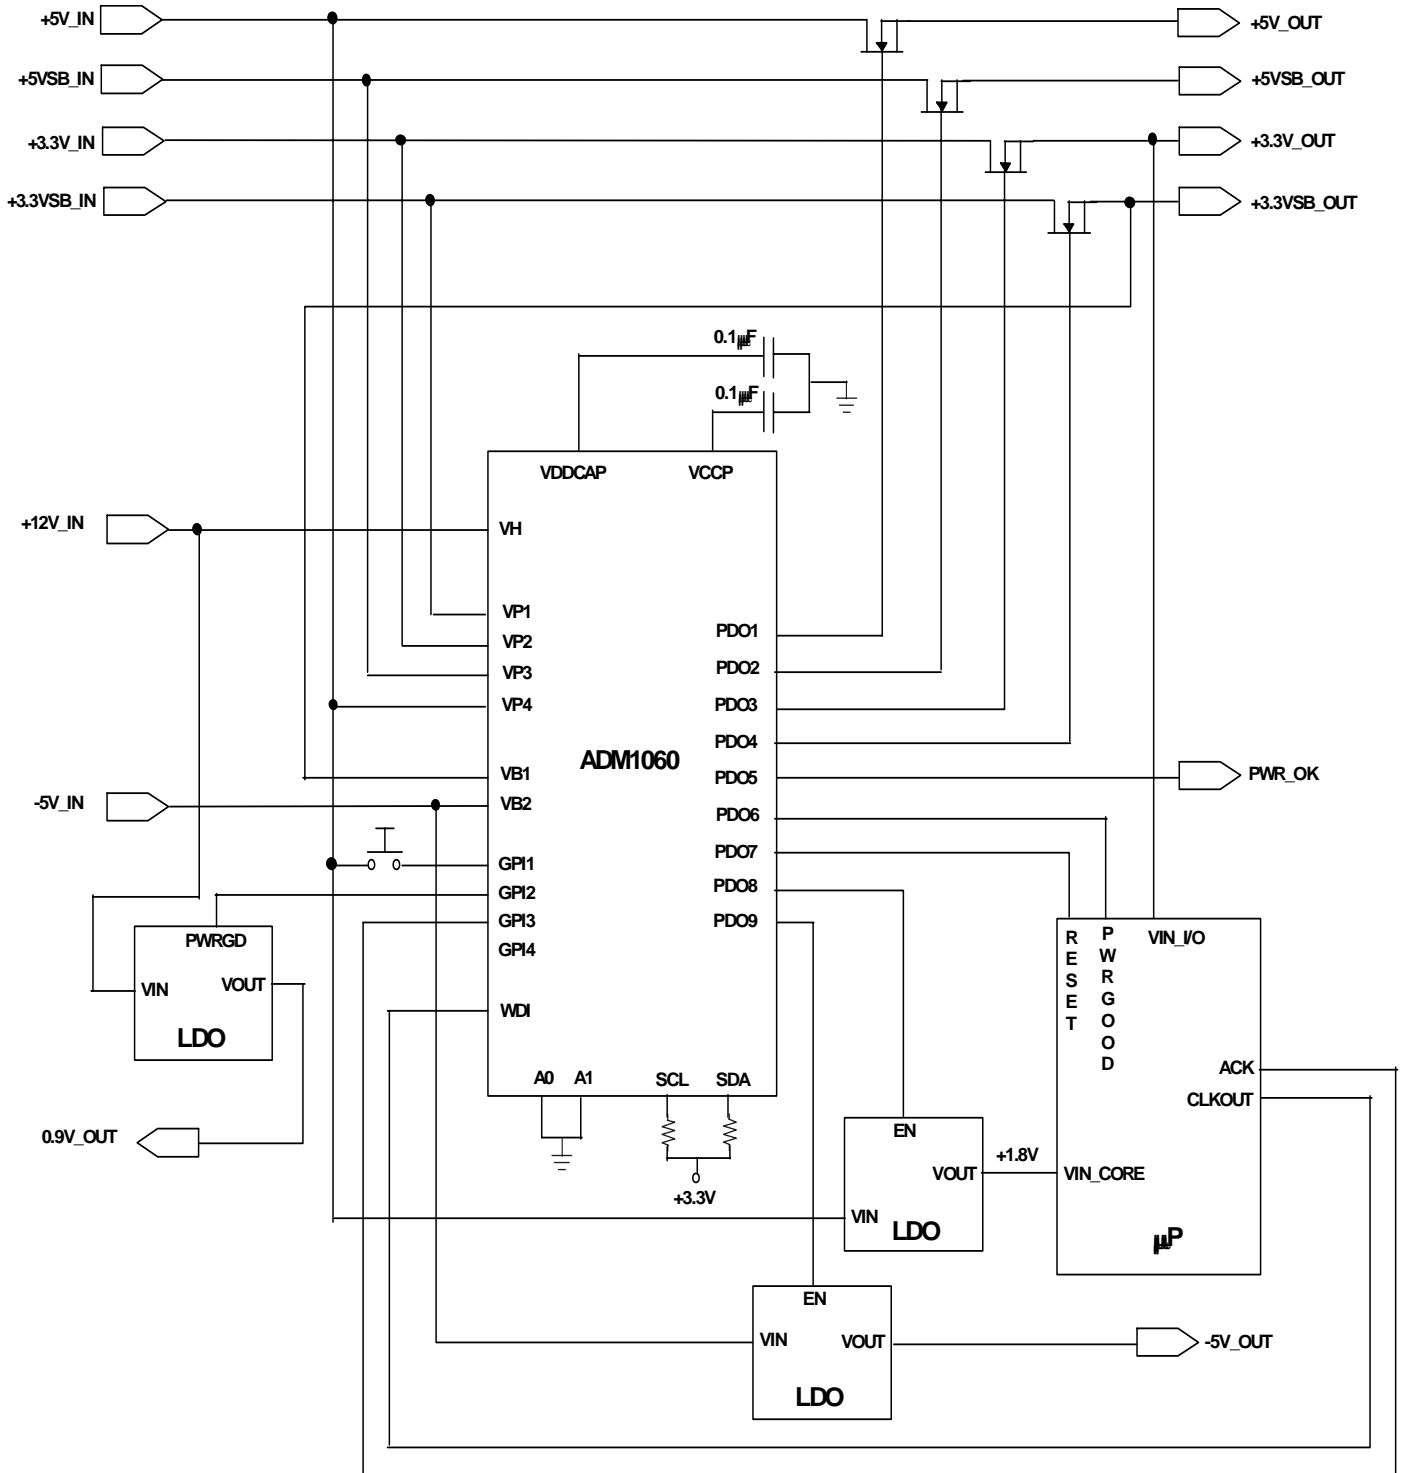 +5V_IN
+5V_OUT
+5VSB_IN
+5VSB_OUT
+3.3V_IN
+3.3V_OUT
+3.3VSB_IN
+3.3VSB_OUT
0.1µF
0.1µF
VDDCAP
VCCP
+12V_IN
VH
VP1
VP2
VP3
VP4
VB1
-5V_IN
VB2
GPI1
GPI2
GPI3
GPI4
WDI
ADM1060
PDO1
PDO2
PDO3
PDO4
PDO5
PDO6
PDO7
PDO8
PDO9
PWR_OK
A0
A1
SCL
SDA
+3.3V
PWRGD
VIN
VOUT
LDO
0.9V_OUT
RESET
PWRGOOD
VIN_I/O
ACK
CLKOUT
VIN_CORE
µP
EN
VOUT
+1.8V
VIN
LDO
EN
VIN
VOUT
LDO
-5V_OUT